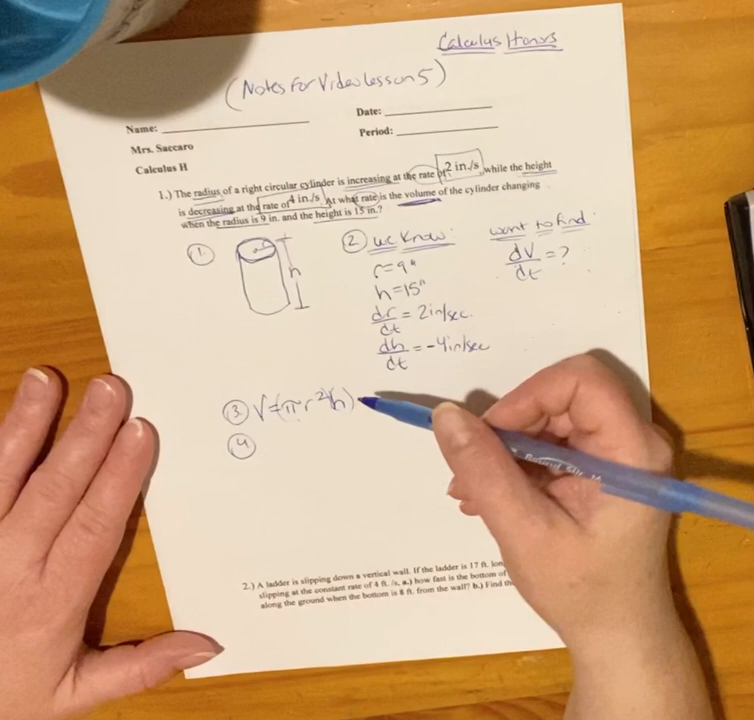 Calculus Honors
(Notes for Video Lesson 5)
Name:
Date:
Mrs. Saccaro
Period:
Calculus H
1.) The radius of a right circular cylinder is increasing at the rate of 2 in./s while the height
is decreasing at the rate of 4 in./s. At what rate is the volume of the cylinder changing
when the radius is 9 in. and the height is 15 in.?
1.
r
h
2 we know:
r=9"
h=15"
dr/dt = 2in/sec.
dh/dt = -4in/sec
want to find:
dV/dt = ?
3 V=(πr²)(h)
4
2.) A ladder is slipping down a vertical wall. If the ladder is 17 ft. lon
slipping at the constant rate of 4 ft. /s, a.) how fast is the bottom of
along the ground when the bottom is 8 ft. from the wall? b.) Find th